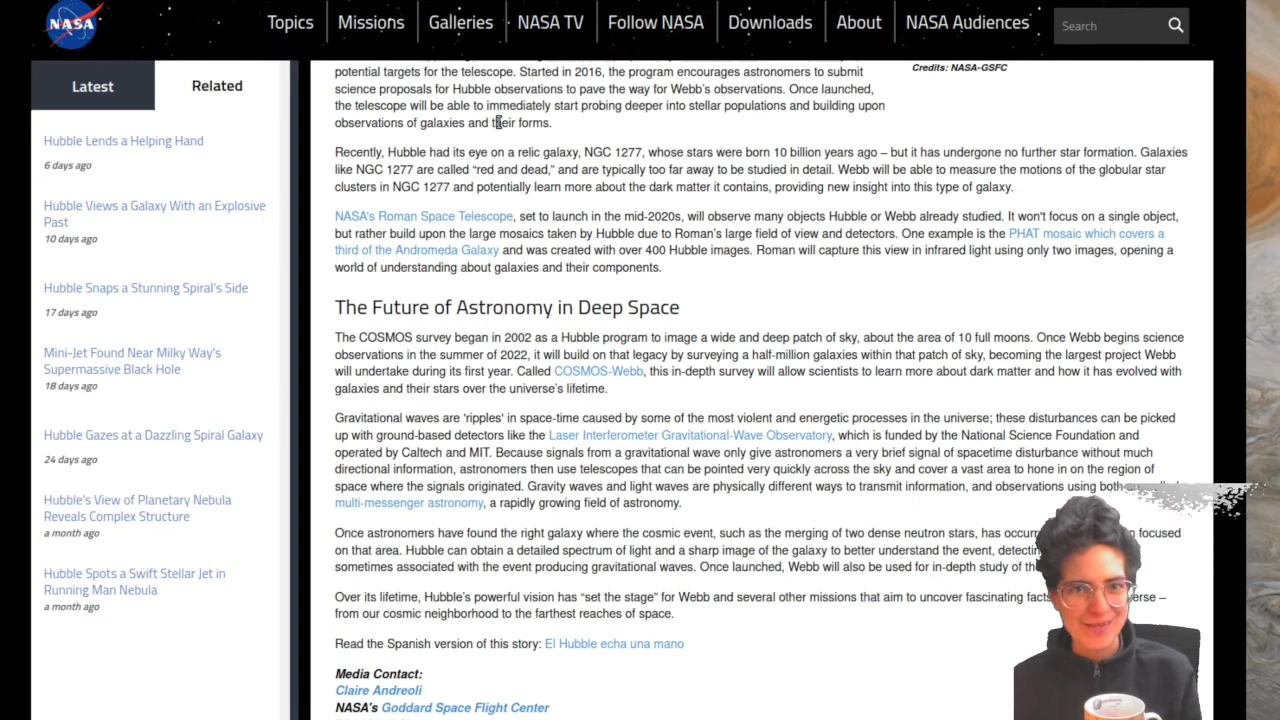 NASA
Topics
Missions
Galleries
NASA TV
Follow NASA
Downloads
About
NASA Audiences
Search
Latest
Related
Hubble Lends a Helping Hand
6 days ago
Hubble Views a Galaxy With an Explosive
Past
10 days ago
Hubble Snaps a Stunning Spiral's Side
17 days ago
Mini-Jet Found Near Milky Way's
Supermassive Black Hole
18 days ago
Hubble Gazes at a Dazzling Spiral Galaxy
24 days ago
Hubble's View of Planetary Nebula
Reveals Complex Structure
a month ago
Hubble Spots a Swift Stellar Jet in
Running Man Nebula
a month ago
Credits: NASA-GSFC
potential targets for the telescope. Started in 2016, the program encourages astronomers to submit
science proposals for Hubble observations to pave the way for Webb's observations. Once launched,
the telescope will be able to immediately start probing deeper into stellar populations and building upon
observations of galaxies and their forms.
Recently, Hubble had its eye on a relic galaxy, NGC 1277, whose stars were born 10 billion years ago – but it has undergone no further star formation. Galaxies
like NGC 1277 are called “red and dead,” and are typically too far away to be studied in detail. Webb will be able to measure the motions of the globular star
clusters in NGC 1277 and potentially learn more about the dark matter it contains, providing new insight into this type of galaxy.
NASA's Roman Space Telescope, set to launch in the mid-2020s, will observe many objects Hubble or Webb already studied. It won't focus on a single object,
but rather build upon the large mosaics taken by Hubble due to Roman's large field of view and detectors. One example is the PHAT mosaic which covers a
third of the Andromeda Galaxy and was created with over 400 Hubble images. Roman will capture this view in infrared light using only two images, opening a
world of understanding about galaxies and their components.
The Future of Astronomy in Deep Space
The COSMOS survey began in 2002 as a Hubble program to image a wide and deep patch of sky, about the area of 10 full moons. Once Webb begins science
observations in the summer of 2022, it will build on that legacy by surveying a half-million galaxies within that patch of sky, becoming the largest project Webb
will undertake during its first year. Called COSMOS-Webb, this in-depth survey will allow scientists to learn more about dark matter and how it has evolved with
galaxies and their stars over the universe's lifetime.
Gravitational waves are 'ripples' in space-time caused by some of the most violent and energetic processes in the universe; these disturbances can be picked
up with ground-based detectors like the Laser Interferometer Gravitational-Wave Observatory, which is funded by the National Science Foundation and
operated by Caltech and MIT. Because signals from a gravitational wave only give astronomers a very brief signal of spacetime disturbance without much
directional information, astronomers then use telescopes that can be pointed very quickly across the sky and cover a vast area to hone in on the region of
space where the signals originated. Gravity waves and light waves are physically different ways to transmit information, and observations using both
multi-messenger astronomy, a rapidly growing field of astronomy.
Once astronomers have found the right galaxy where the cosmic event, such as the merging of two dense neutron stars, has focused
on that area. Hubble can obtain a detailed spectrum of light and a sharp image of the galaxy to better understand the event,
sometimes associated with the event producing gravitational waves. Once launched, Webb will also be used for in-depth study of
Over its lifetime, Hubble's powerful vision has “set the stage” for Webb and several other missions that aim to uncover fascinating –
from our cosmic neighborhood to the farthest reaches of space.
Read the Spanish version of this story: El Hubble echa una mano
Media Contact:
Claire Andreoli
NASA's Goddard Space Flight Center